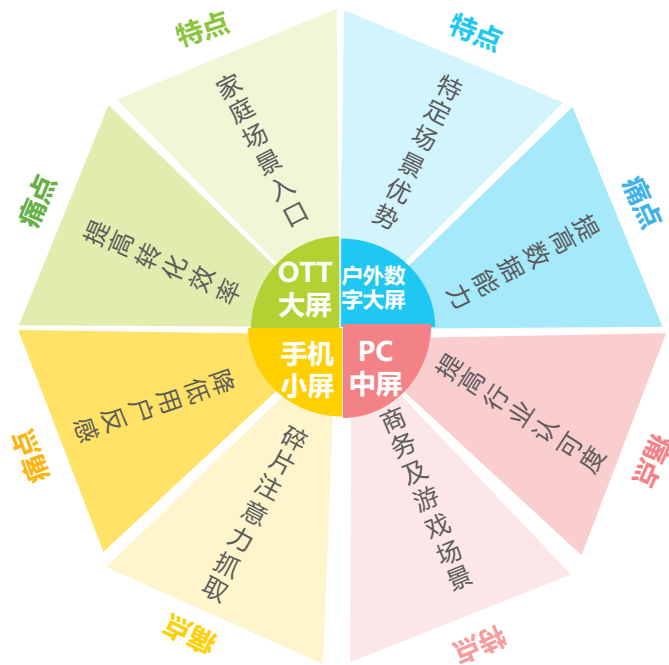 特点
家庭场景入口
痛点
提高转化效率
OTT
大屏
特点
特定场景优势
痛点
提高数据能力
户外数
字大屏
手机
小屏
痛点
降低用户反感
痛点
碎片注意力抓取
PC
中屏
痛点
提高行业认可度
特点
商务及游戏场景